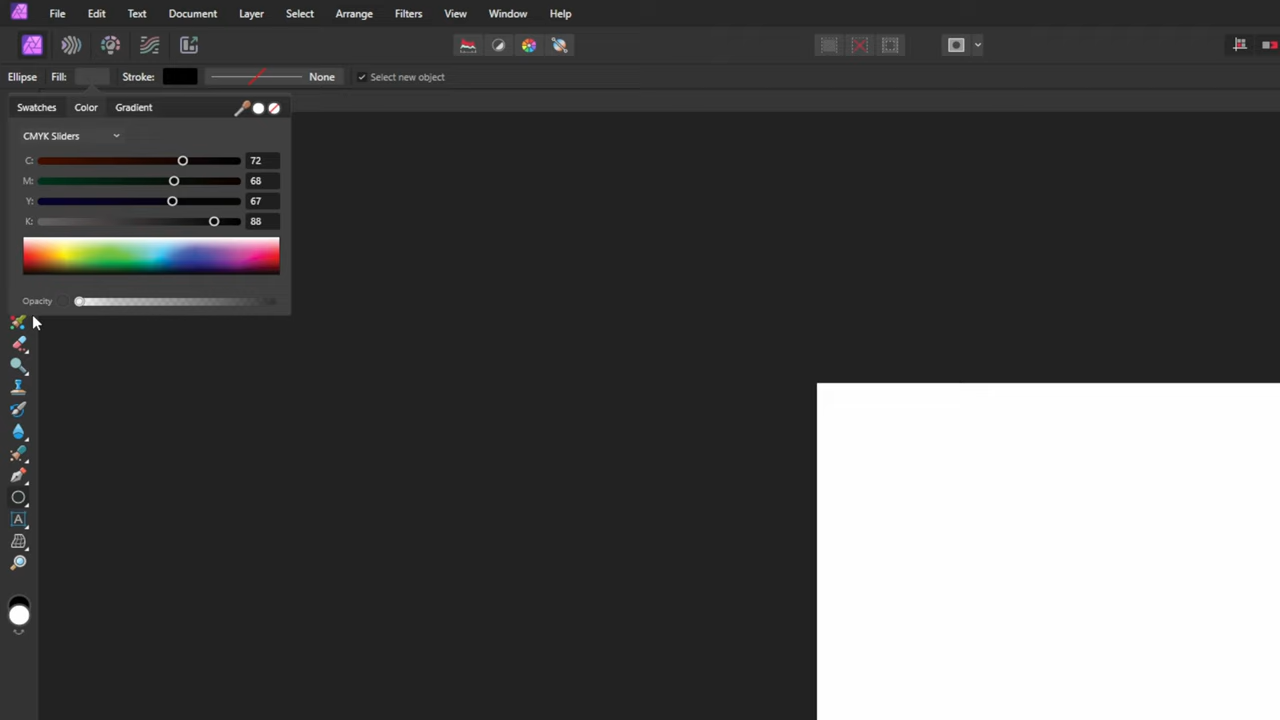 File Edit Text Document Layer Select Arrange Filters View Window Help
Ellipse Fill: Stroke: None Select new object
Swatches Color Gradient
CMYK Sliders
C: 72
M: 68
Y: 67
K: 88
Opacity
A